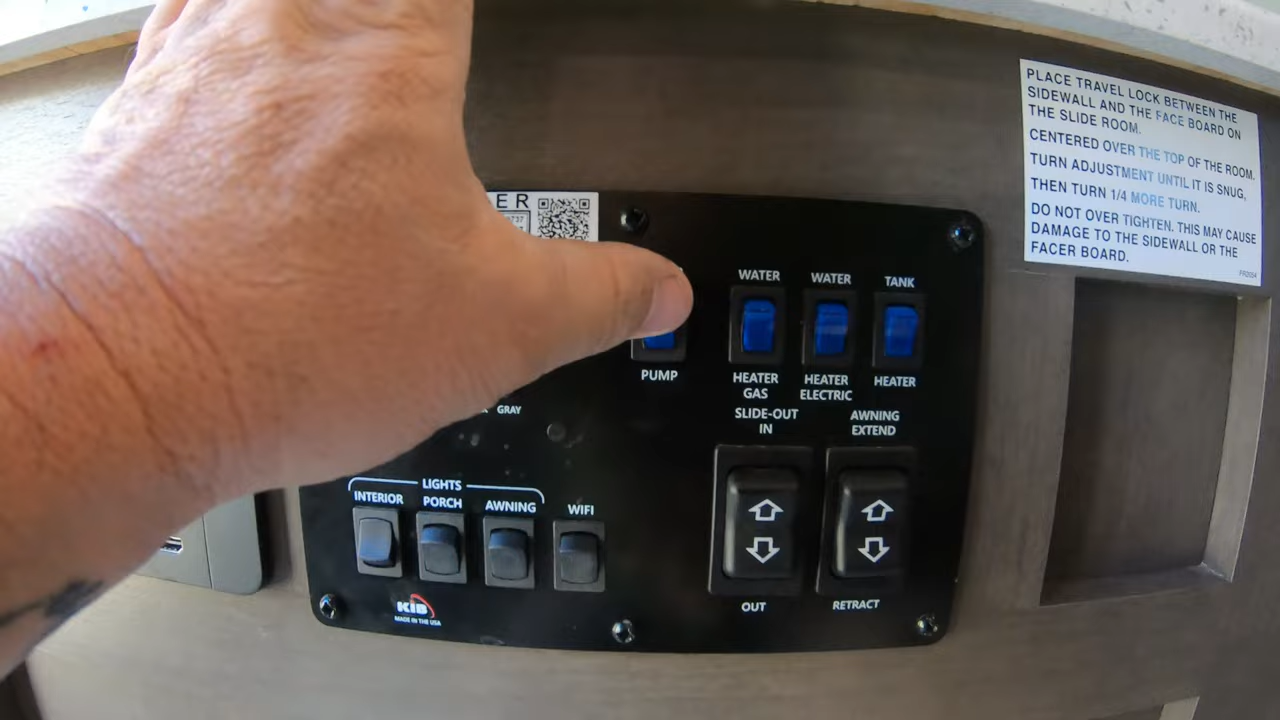 PLACE TRAVEL LOCK BETWEEN THE
SIDEWALL AND THE FACE BOARD ON
THE SLIDE ROOM.
CENTERED OVER THE TOP OF THE ROOM.
TURN ADJUSTMENT UNTIL IT IS SNUG,
THEN TURN 1/4 MORE TURN.
DO NOT OVER TIGHTEN. THIS MAY CAUSE
DAMAGE TO THE SIDEWALL OR THE
FACER BOARD.
ER
737
WATER
WATER
TANK
PUMP
HEATER
GAS
HEATER
ELECTRIC
HEATER
GRAY
SLIDE-OUT
IN
AWNING
EXTEND
LIGHTS
INTERIOR
PORCH
AWNING
WIFI
OUT
RETRACT
KIB
MADE IN THE USA